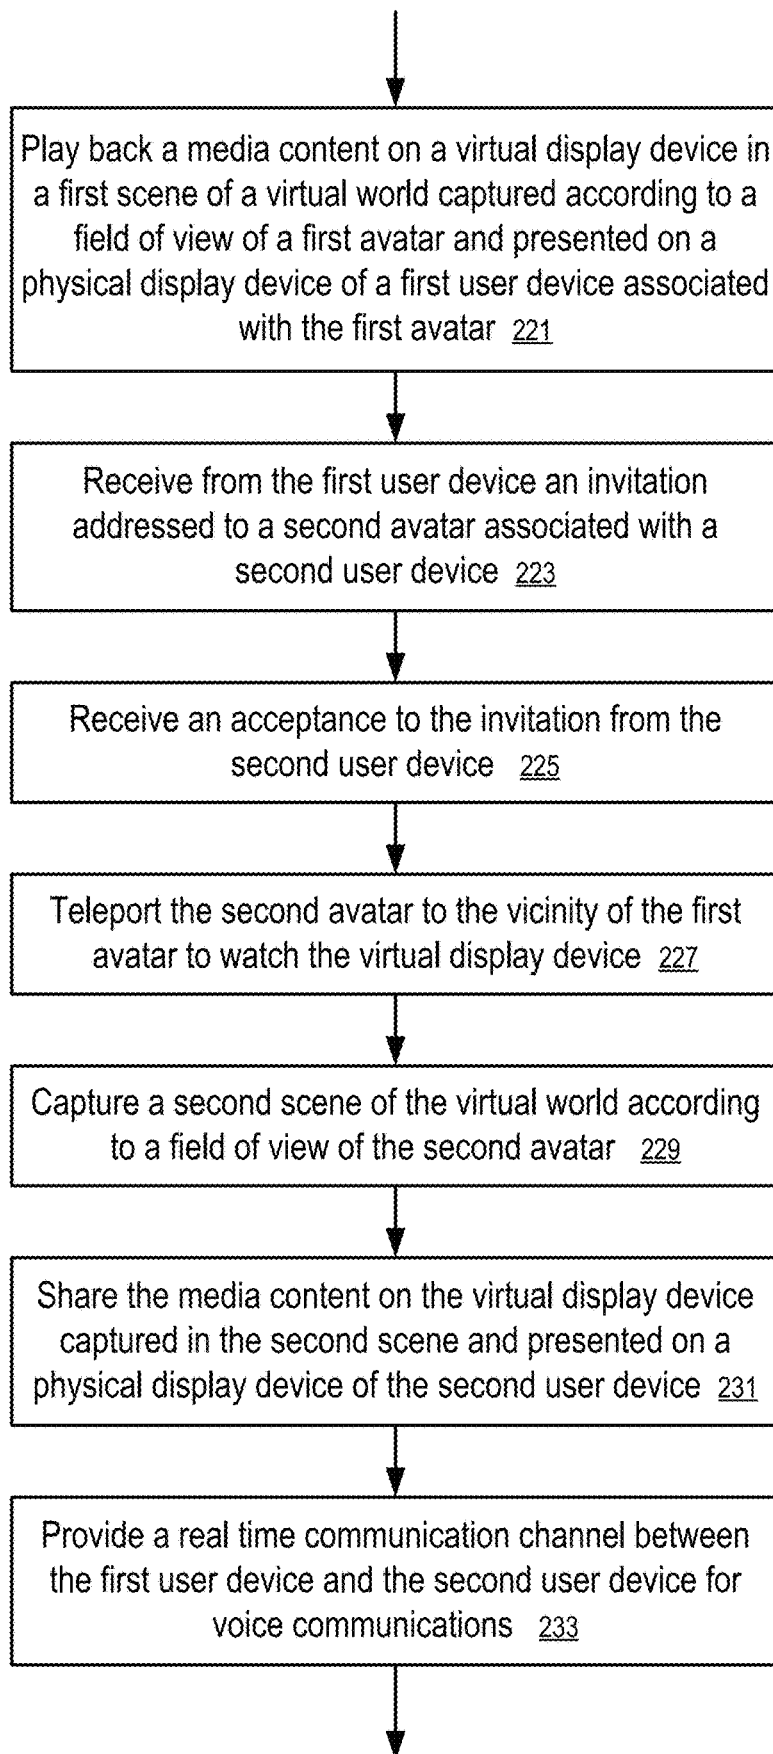 Play back a media content on a virtual display device in
a first scene of a virtual world captured according to a
field of view of a first avatar and presented on a
physical display device of a first user device associated
with the first avatar 221
Receive from the first user device an invitation
addressed to a second avatar associated with a
second user device 223
Receive an acceptance to the invitation from the
second user device 225
Teleport the second avatar to the vicinity of the first
avatar to watch the virtual display device 227
Capture a second scene of the virtual world according
to a field of view of the second avatar 229
Share the media content on the virtual display device
captured in the second scene and presented on a
physical display device of the second user device 231
Provide a real time communication channel between
the first user device and the second user device for
voice communications 233